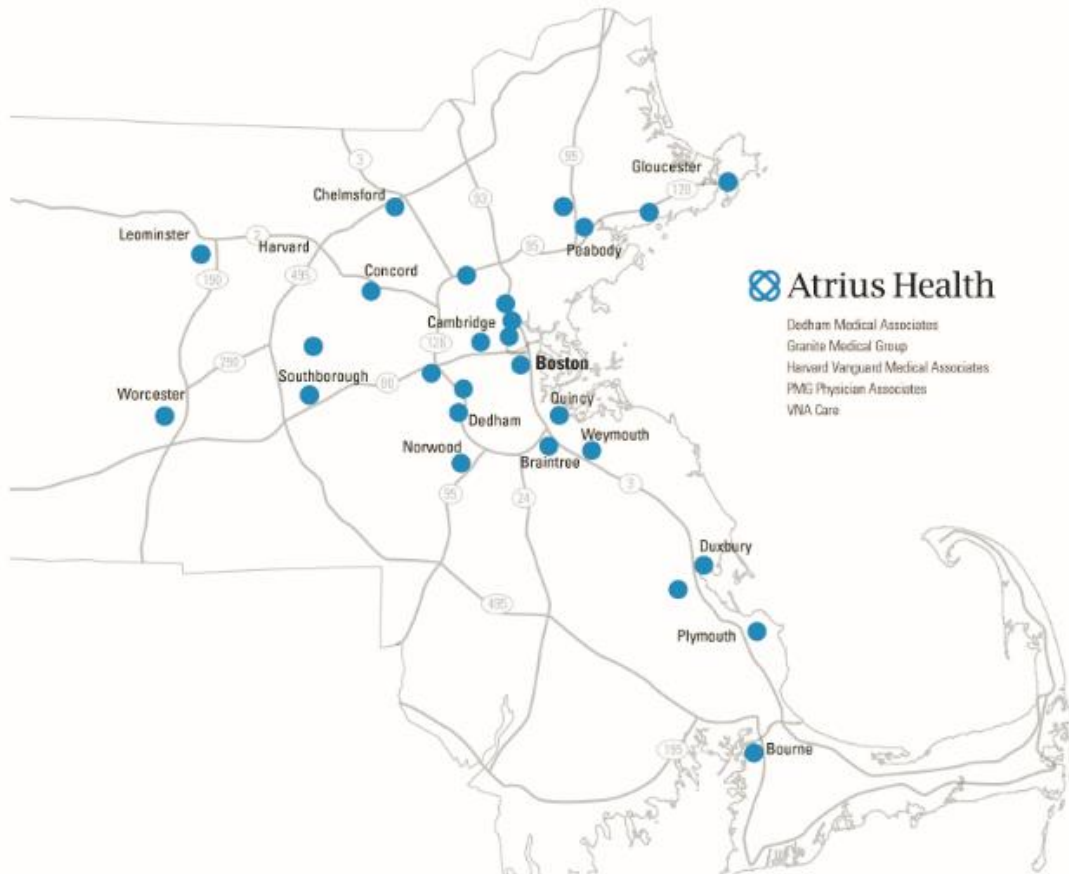 3
95
Gloucester
128
Chelmsford
93
Leominster
2
Harvard
95
Peabody
190
495
Concord
Atrius Health
Cambridge
128
Dedham Medical Associates
Granite Medical Group
Harvard Vanguard Medical Associates
PMG Physician Associates
VNA Care
290
Boston
Southborough
90
Worcester
Quincy
Dedham
Weymouth
Norwood
Braintree
3
95
24
Duxbury
495
Plymouth
195
Bourne